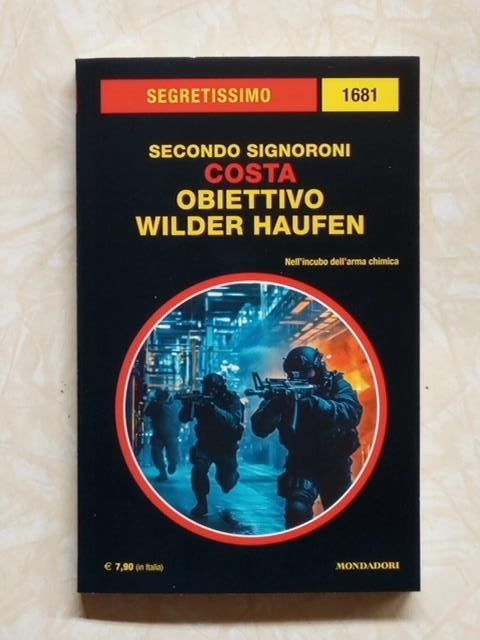 SEGRETISSIMO 1681
SECONDO SIGNORONI
COSTA
OBIETTIVO
WILDER HAUFEN
Nell'incubo dell'arma chimica
€ 7,90 (in Italia) MONDADORI